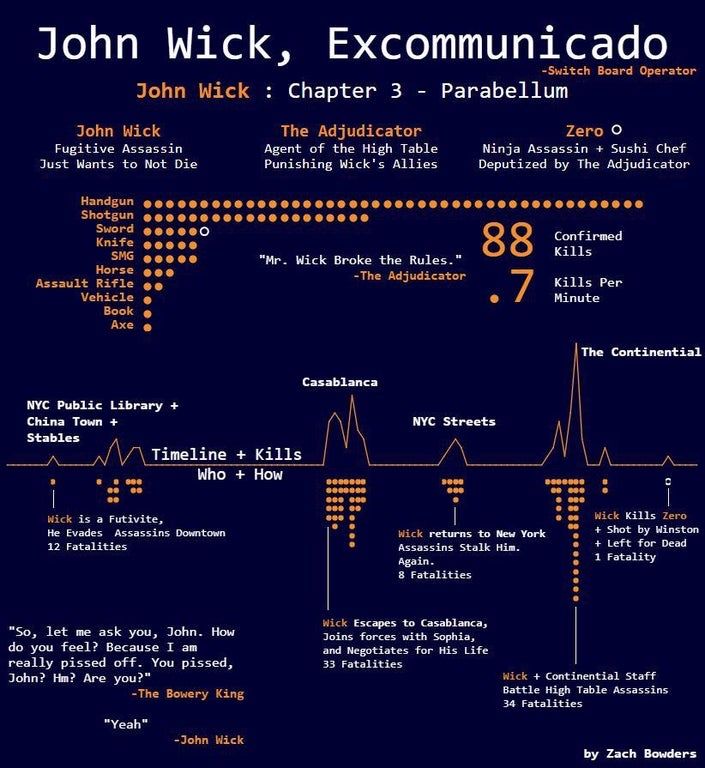 John Wick, Excommunicado
-Switch Board Operator
John Wick : Chapter 3 - Parabellum
John Wick
Fugitive Assassin
Just Wants to Not Die
The Adjudicator
Agent of the High Table
Punishing Wick's Allies
Zero
Ninja Assassin + Sushi Chef
Deputized by The Adjudicator
Handgun
Shotgun
Sword
Knife
SMG
Horse
Assault Rifle
Vehicle
Book
Axe
"Mr. Wick Broke the Rules."
-The Adjudicator
88 Confirmed
Kills
.7 Kills Per
Minute
NYC Public Library +
China Town +
Stables
Casablanca
NYC Streets
The Continental
Timeline + Kills
Who + How
Wick is a Futivite,
He Evades Assassins Downtown
12 Fatalities
Wick Escapes to Casablanca,
Joins forces with Sophia,
and Negotiates for His Life
33 Fatalities
Wick returns to New York
Assassins Stalk Him.
Again.
8 Fatalities
Wick + Continental Staff
Battle High Table Assassins
34 Fatalities
Wick Kills Zero
+ Shot by Winston
+ Left for Dead
1 Fatality
"So, let me ask you, John. How
do you feel? Because I am
really pissed off. You pissed,
John? Hm? Are you?"
-The Bowery King
"Yeah"
-John Wick
by Zach Bowders